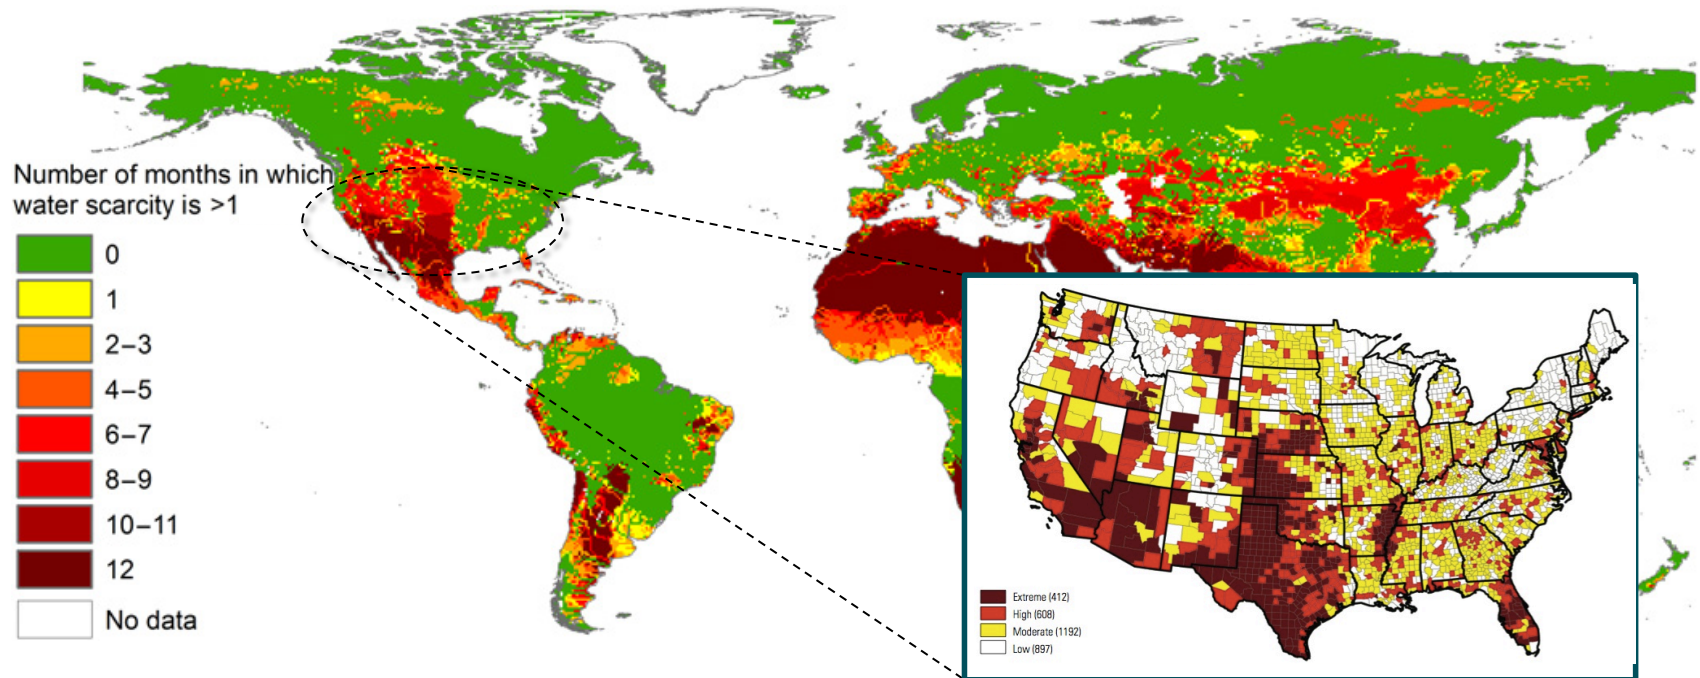 Number of months in which
water scarcity is >1
0
1
2–3
4–5
6–7
8–9
10–11
12
No data
Extreme (412)
High (608)
Moderate (1192)
Low (897)